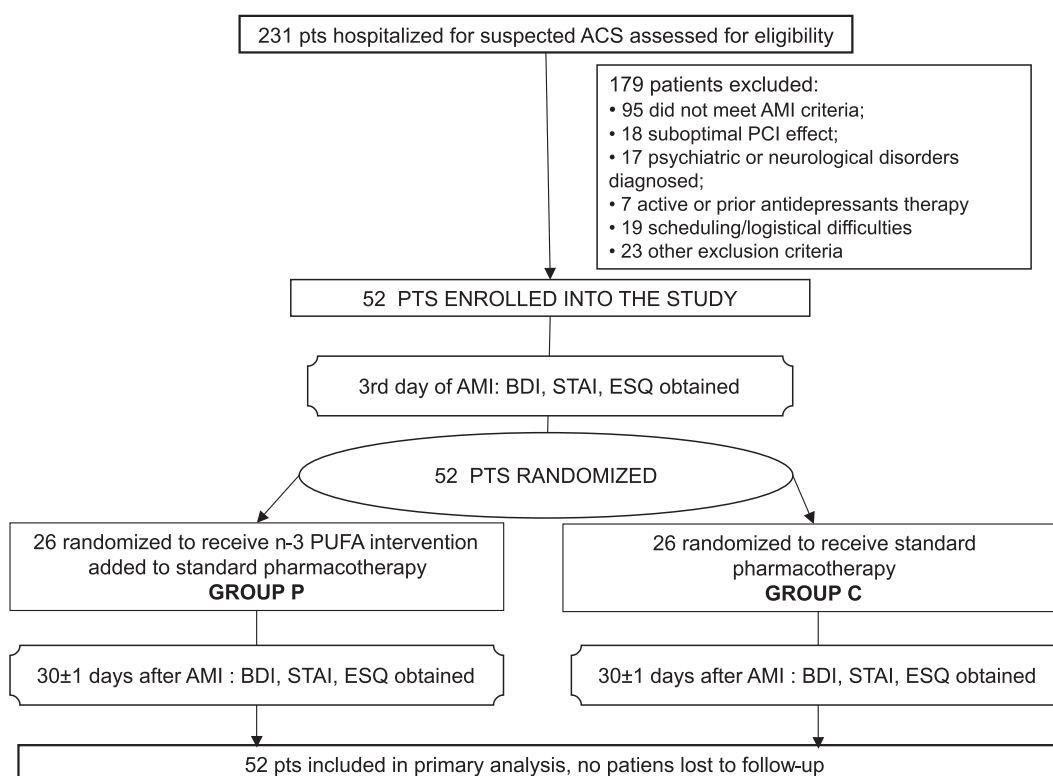 231 pts hospitalized for suspected ACS assessed for eligibility
179 patients excluded:
• 95 did not meet AMI criteria;
• 18 suboptimal PCI effect;
• 17 psychiatric or neurological disorders
diagnosed;
• 7 active or prior antidepressants therapy
• 19 scheduling/logistical difficulties
• 23 other exclusion criteria
52 PTS ENROLLED INTO THE STUDY
3rd day of AMI: BDI, STAI, ESQ obtained
52 PTS RANDOMIZED
26 randomized to receive n-3 PUFA intervention
added to standard pharmacotherapy
GROUP P
26 randomized to receive standard
pharmacotherapy
GROUP C
30±1 days after AMI : BDI, STAI, ESQ obtained
30±1 days after AMI : BDI, STAI, ESQ obtained
52 pts included in primary analysis, no patiens lost to follow-up